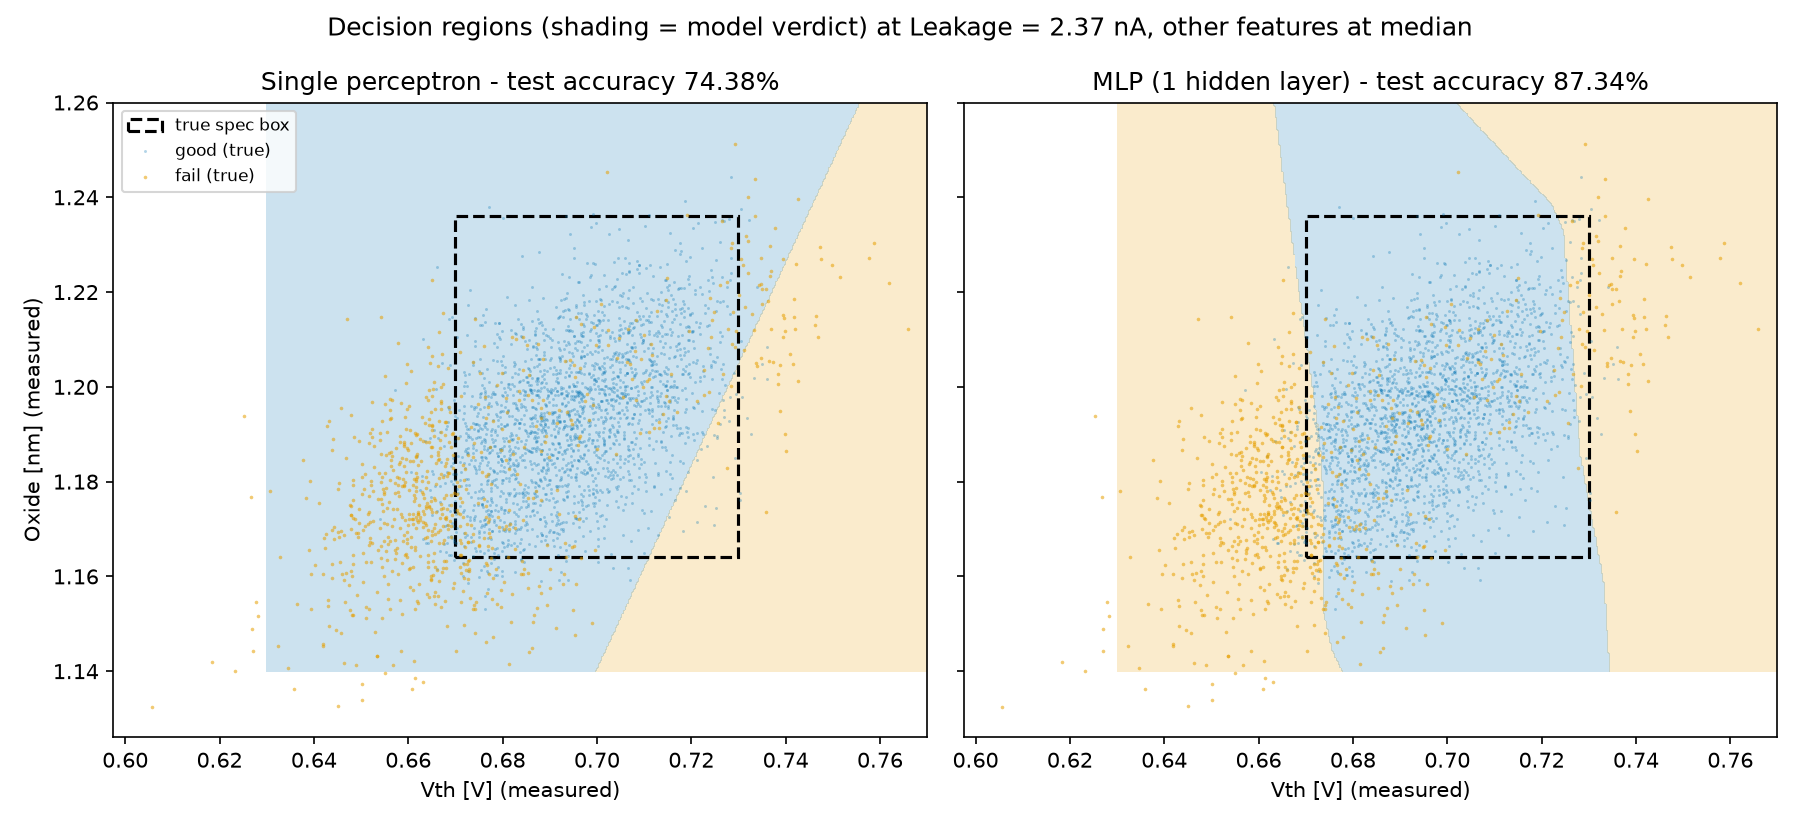 Decision regions (shading = model verdict) at Leakage = 2.37 nA, other features at median
Single perceptron - test accuracy 74.38%
MLP (1 hidden layer) - test accuracy 87.34%
true spec box
good (true)
fail (true)
Oxide [nm] (measured)
1.26
1.24
1.22
1.20
1.18
1.16
1.14
0.60 0.62 0.64 0.66 0.68 0.70 0.72 0.74 0.76
Vth [V] (measured)
0.60 0.62 0.64 0.66 0.68 0.70 0.72 0.74 0.76
Vth [V] (measured)